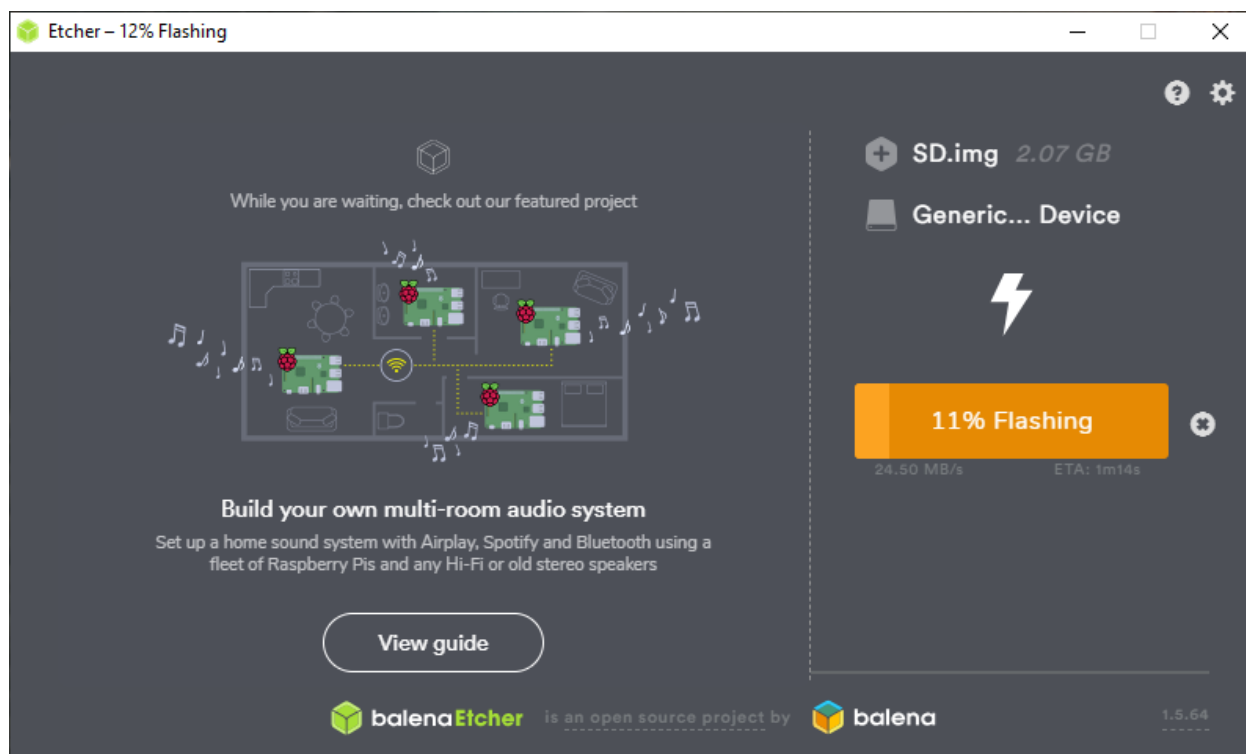 Etcher – 12% Flashing
While you are waiting, check out our featured project
Build your own multi-room audio system
Set up a home sound system with Airplay, Spotify and Bluetooth using a
fleet of Raspberry Pis and any Hi-Fi or old stereo speakers
View guide
SD.img 2.07 GB
Generic... Device
11% Flashing
24.50 MB/s ETA: 1m14s
balenaEtcher is an open source project by balena 1.5.64